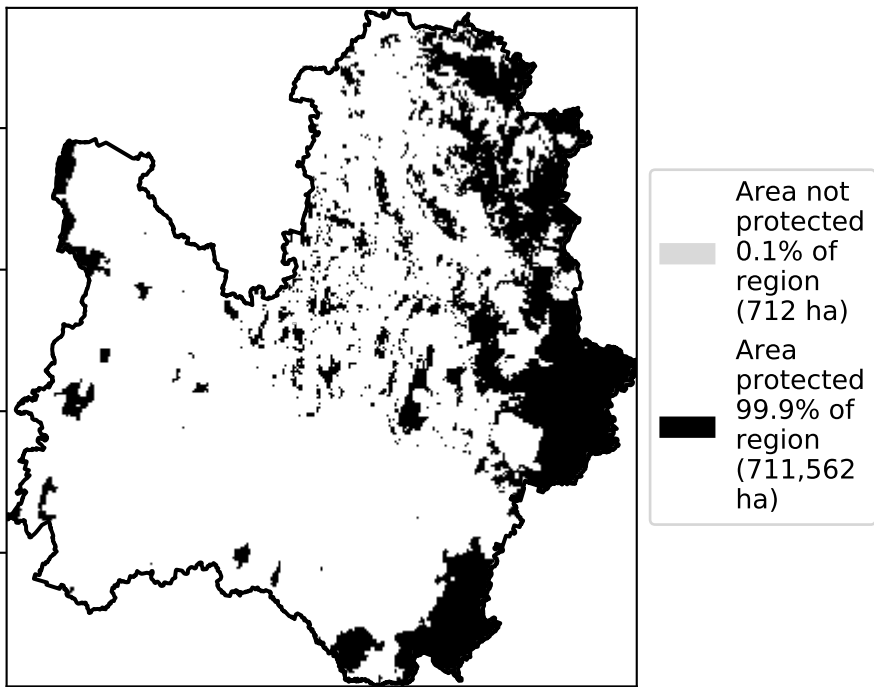 Area not
protected
0.1% of
region
(712 ha)
Area
protected
99.9% of
region
(711,562
ha)